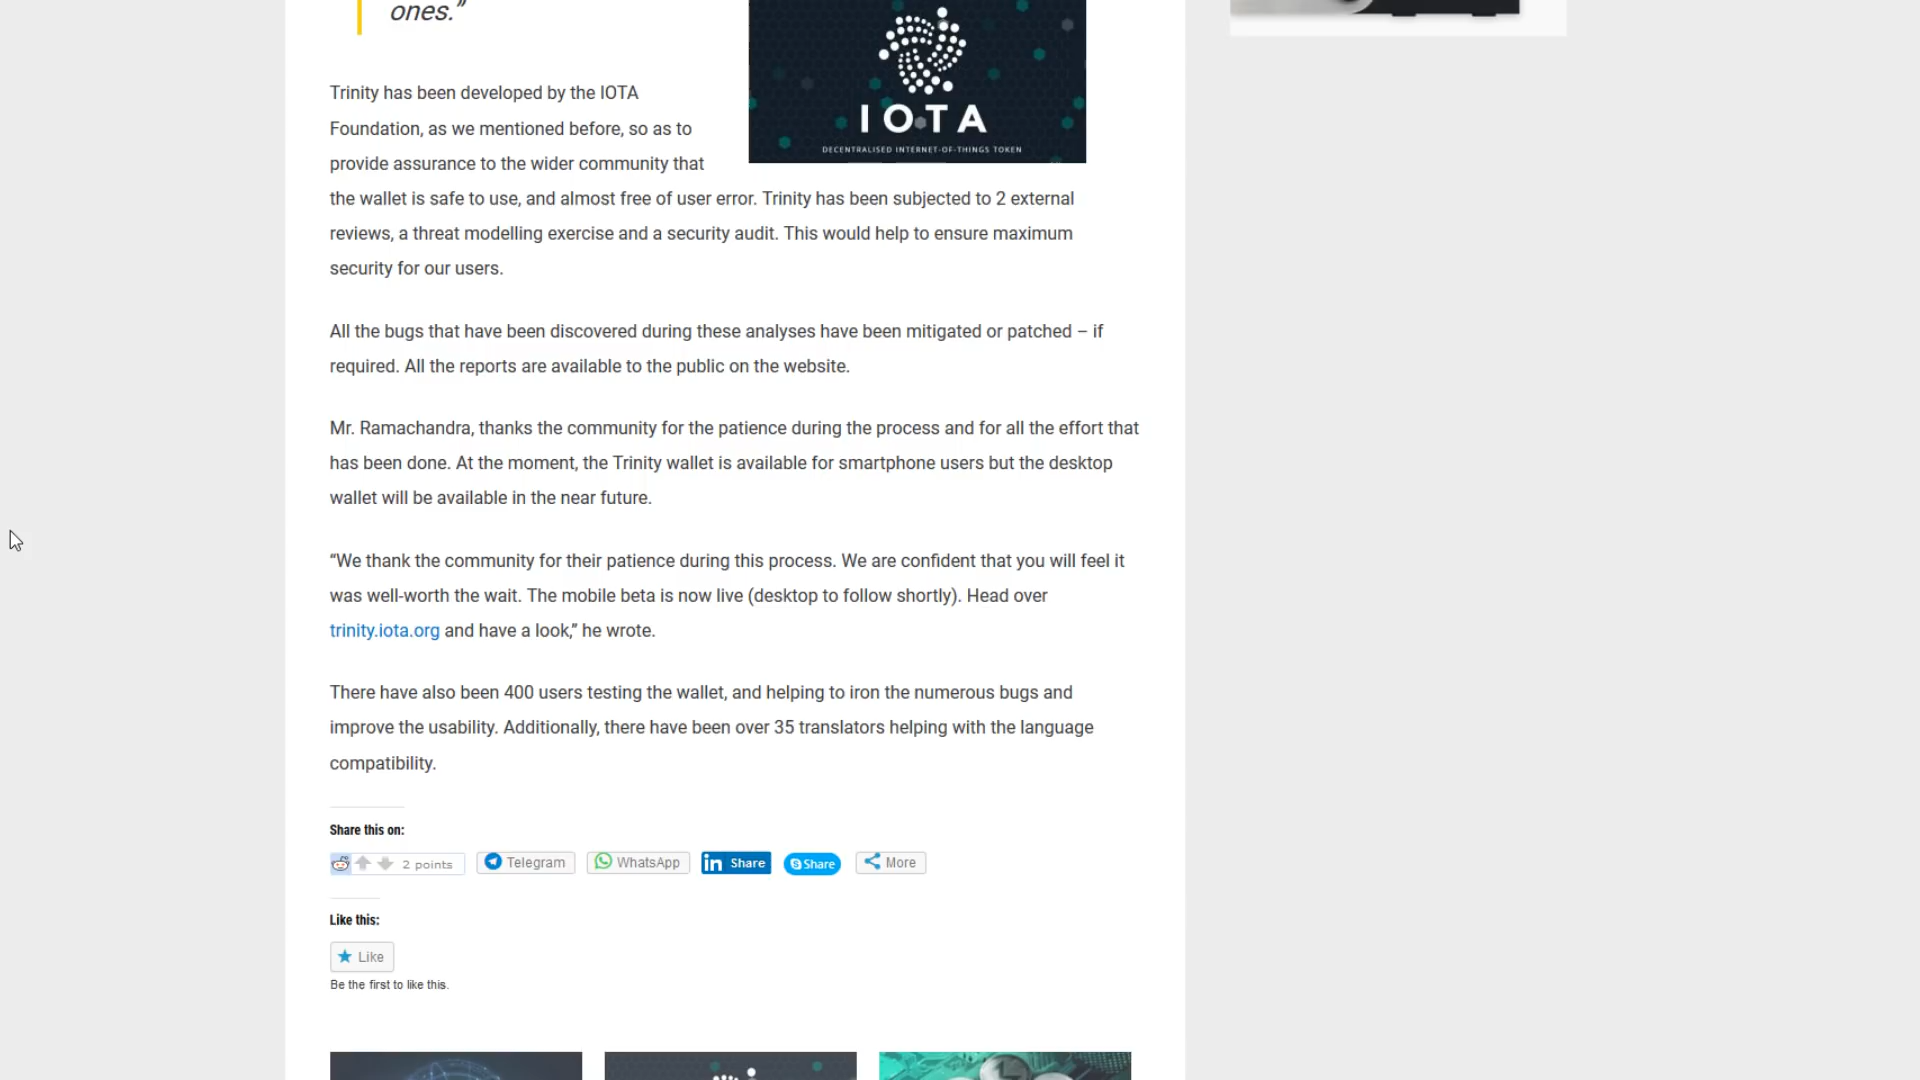 ones.”
IOTA
DECENTRALISED INTERNET-OF-THINGS TOKEN
Trinity has been developed by the IOTA
Foundation, as we mentioned before, so as to
provide assurance to the wider community that
the wallet is safe to use, and almost free of user error. Trinity has been subjected to 2 external
reviews, a threat modelling exercise and a security audit. This would help to ensure maximum
security for our users.
All the bugs that have been discovered during these analyses have been mitigated or patched – if
required. All the reports are available to the public on the website.
Mr. Ramachandra, thanks the community for the patience during the process and for all the effort that
has been done. At the moment, the Trinity wallet is available for smartphone users but the desktop
wallet will be available in the near future.
“We thank the community for their patience during this process. We are confident that you will feel it
was well-worth the wait. The mobile beta is now live (desktop to follow shortly). Head over
trinity.iota.org and have a look,” he wrote.
There have also been 400 users testing the wallet, and helping to iron the numerous bugs and
improve the usability. Additionally, there have been over 35 translators helping with the language
compatibility.
Share this on:
2 points Telegram WhatsApp in Share Share More
Like this:
Like
Be the first to like this.